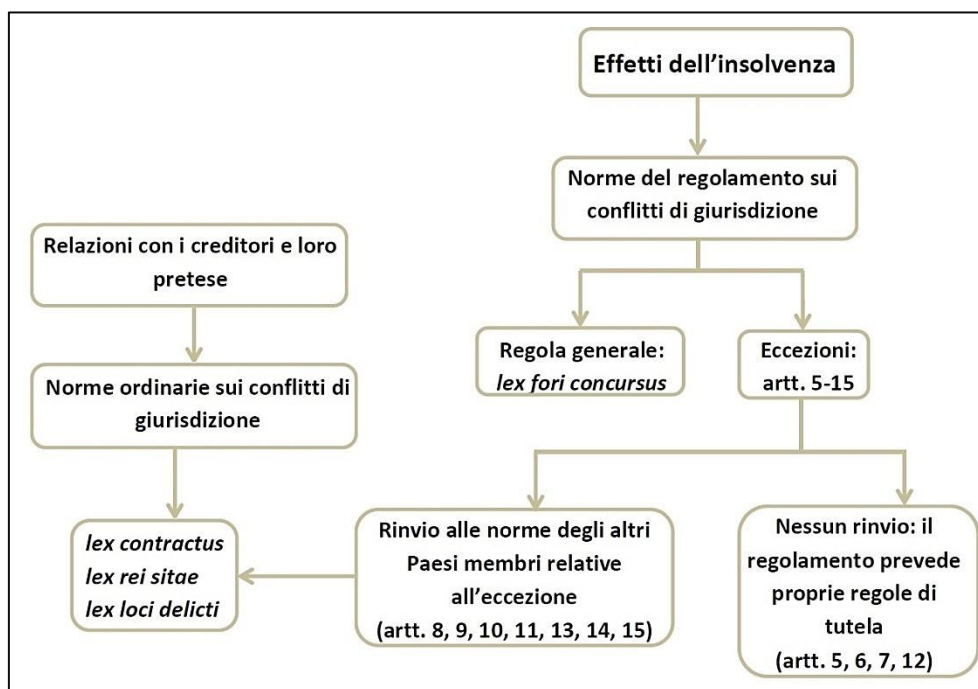 Effetti dell'insolvenza
Norme del regolamento sui
conflitti di giurisdizione
Relazioni con i creditori e loro
pretese
Regola generale:
lex fori concursus
Eccezioni:
artt. 5-15
Norme ordinarie sui conflitti di
giurisdizione
lex contractus
lex rei sitae
lex loci delicti
Rinvio alle norme degli altri
Paesi membri relative
all'eccezione
(artt. 8, 9, 10, 11, 13, 14, 15)
Nessun rinvio: il
regolamento prevede
proprie regole di
tutela
(artt. 5, 6, 7, 12)